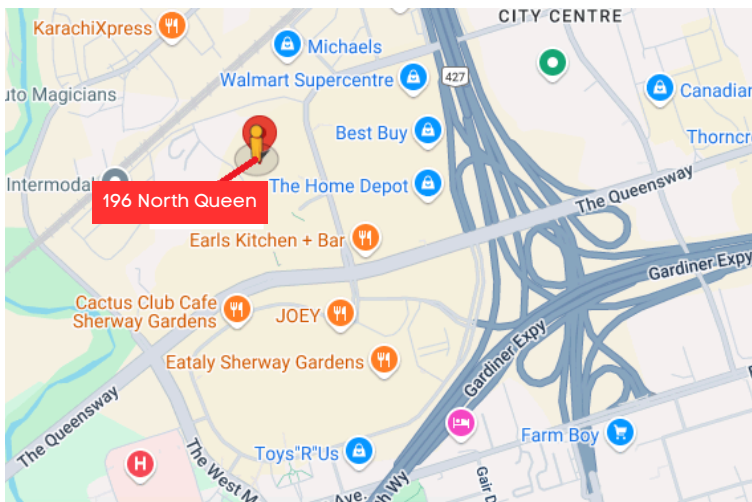 CITY CENTRE
KarachiXpress
Michaels
427
Walmart Supercentre
Canadian
uto Magicians
Best Buy
Thorncr
Intermodal
The Home Depot
196 North Queen
The Queensway
Earls Kitchen + Bar
Gardiner Expy
Cactus Club Cafe
Sherway Gardens
JOEY
Gardiner Expy
Eataly Sherway Gardens
The Queensway
Farm Boy
Toys"R"Us
The West M
H
Ave.
h Wy
Gair D